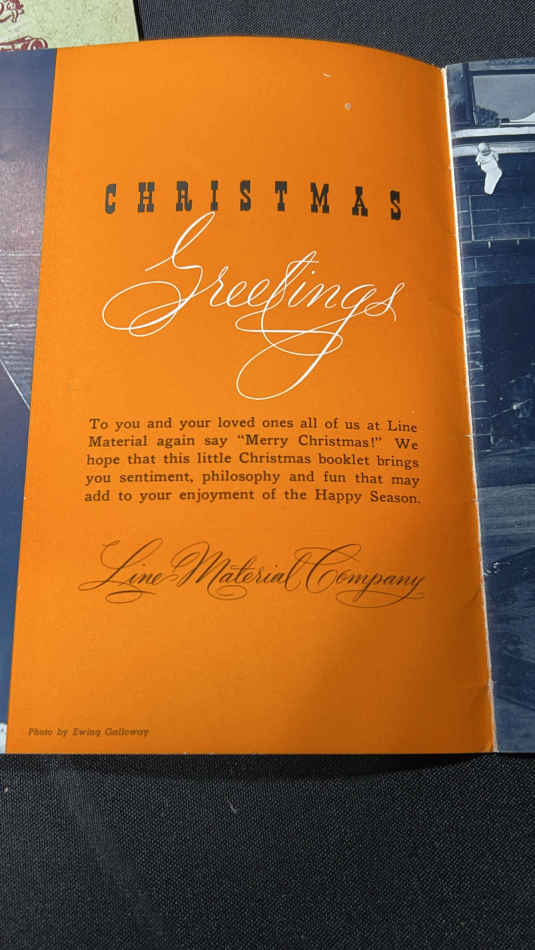 CHRISTMAS
Greetings
To you and your loved ones all of us at Line
Material again say “Merry Christmas!” We
hope that this little Christmas booklet brings
you sentiment, philosophy and fun that may
add to your enjoyment of the Happy Season.
Line Material Company
Photo by Ewing Galloway